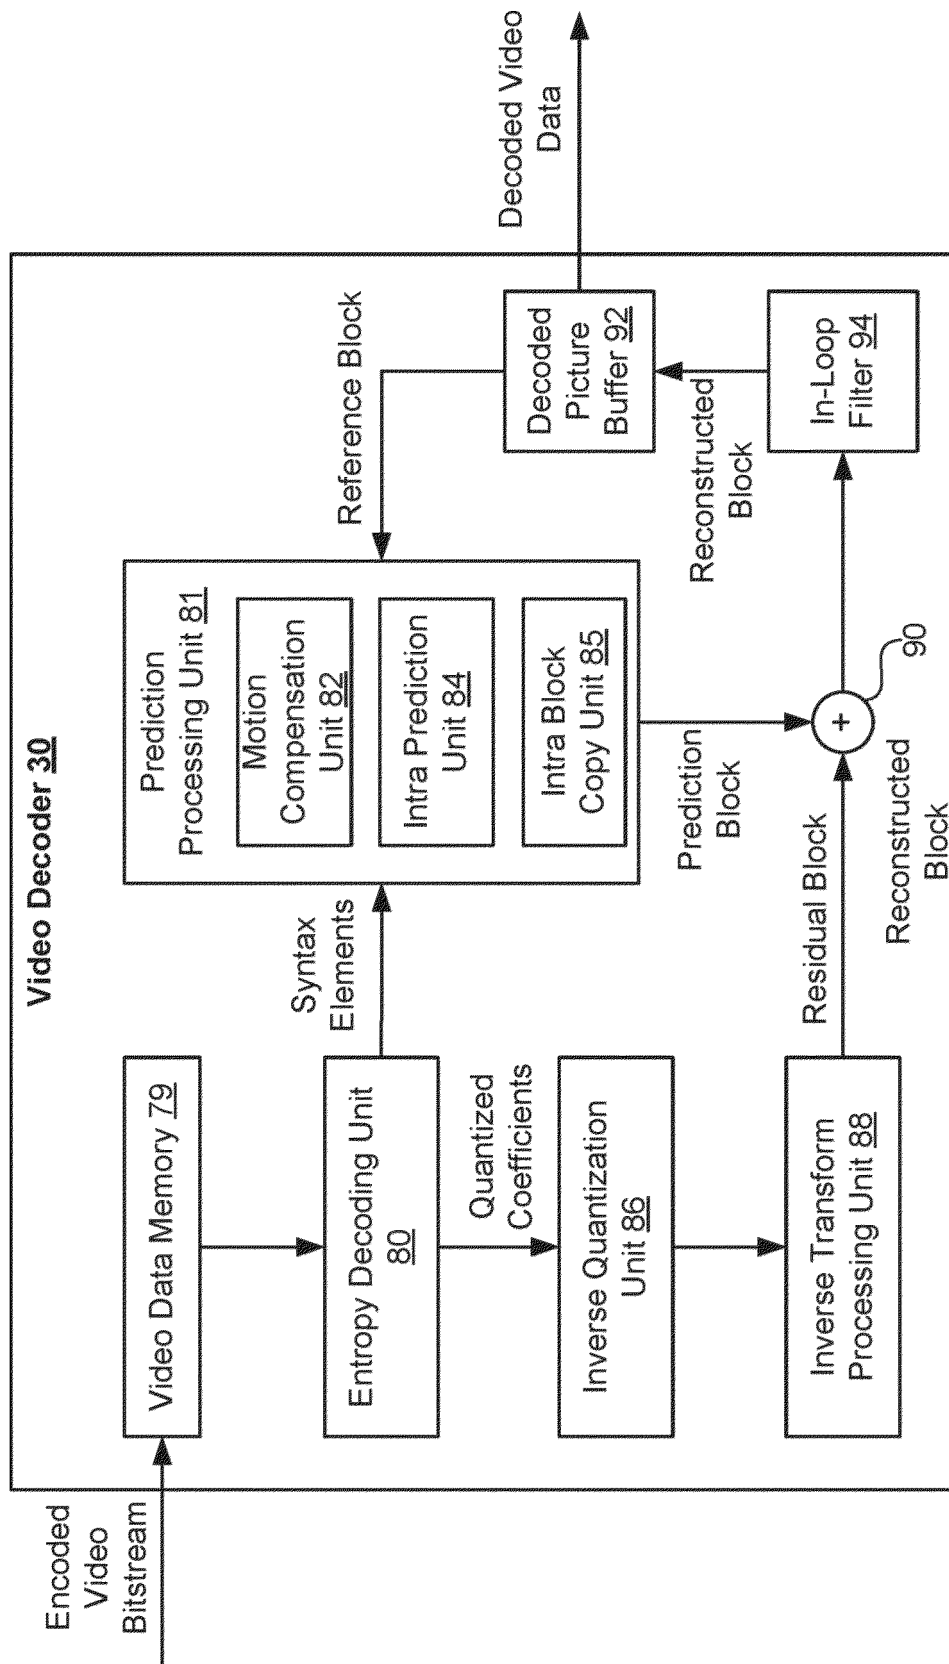 Video Decoder 30
Encoded
Video
Bitstream
Video Data Memory 79
Entropy Decoding Unit
80
Syntax
Elements
Quantized
Coefficients
Inverse Quantization
Unit 86
Inverse Transform
Processing Unit 88
Prediction
Processing Unit 81
Motion
Compensation
Unit 82
Intra Prediction
Unit 84
Intra Block
Copy Unit 85
Reference Block
Prediction
Block
Residual Block
90
+
Reconstructed
Block
In-Loop
Filter 94
Reconstructed
Block
Decoded
Picture
Buffer 92
Decoded Video
Data